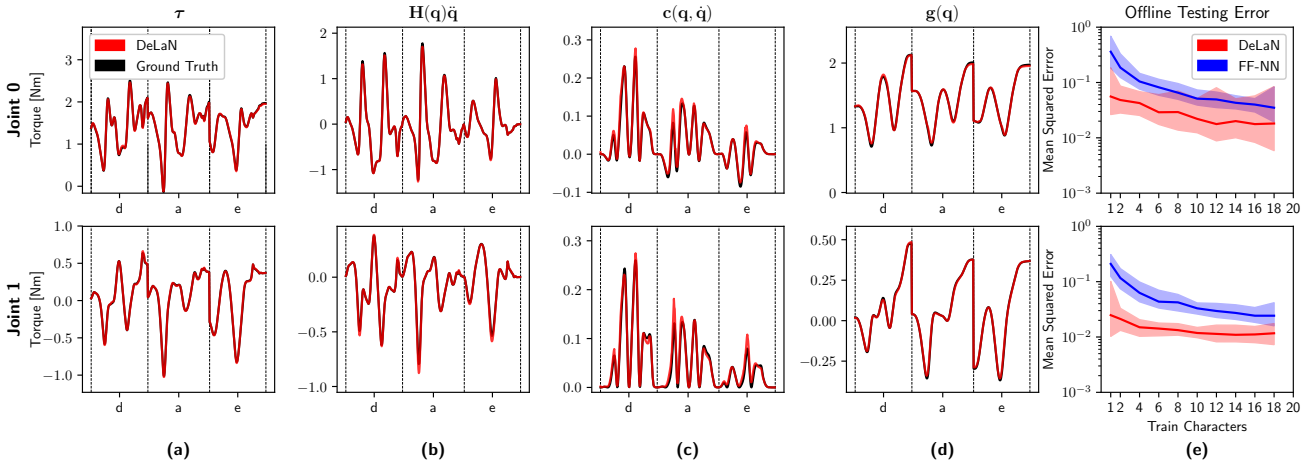 τ
H(q)q̈
c(q, q̇)
g(q)
Offline Testing Error
Joint 0
Torque [Nm]
3
2
1
0
DeLaN
Ground Truth
d a e
2
1
0
−1
d a e
0.3
0.2
0.1
0.0
−0.1
d a e
2
1
0
d a e
Mean Squared Error
10⁰
10⁻¹
10⁻²
10⁻³
DeLaN
FF-NN
1 2 4 6 8 10 12 14 16 18 20
Joint 1
Torque [Nm]
1.0
0.5
0.0
−0.5
−1.0
d a e
0.0
−0.5
−1.0
d a e
0.3
0.2
0.1
0.0
d a e
0.50
0.25
0.00
−0.25
d a e
Mean Squared Error
10⁰
10⁻¹
10⁻²
10⁻³
1 2 4 6 8 10 12 14 16 18 20
Train Characters
(a)
(b)
(c)
(d)
(e)